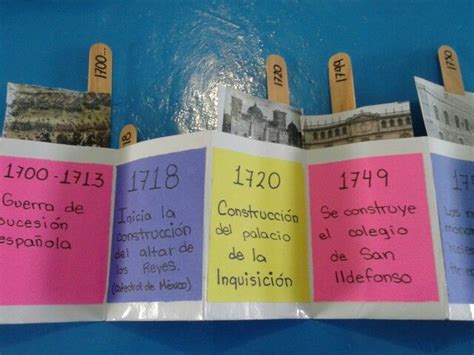 1700...
1720
1749
1700-1713
Guerra de
sucesión
española
1718
Inicia la
construcción
del altar de
los Reyes.
(Catedral de México)
1720
Construcción
del palacio
de la
Inquisición
1749
Se construye
el colegio
de San
Ildefonso